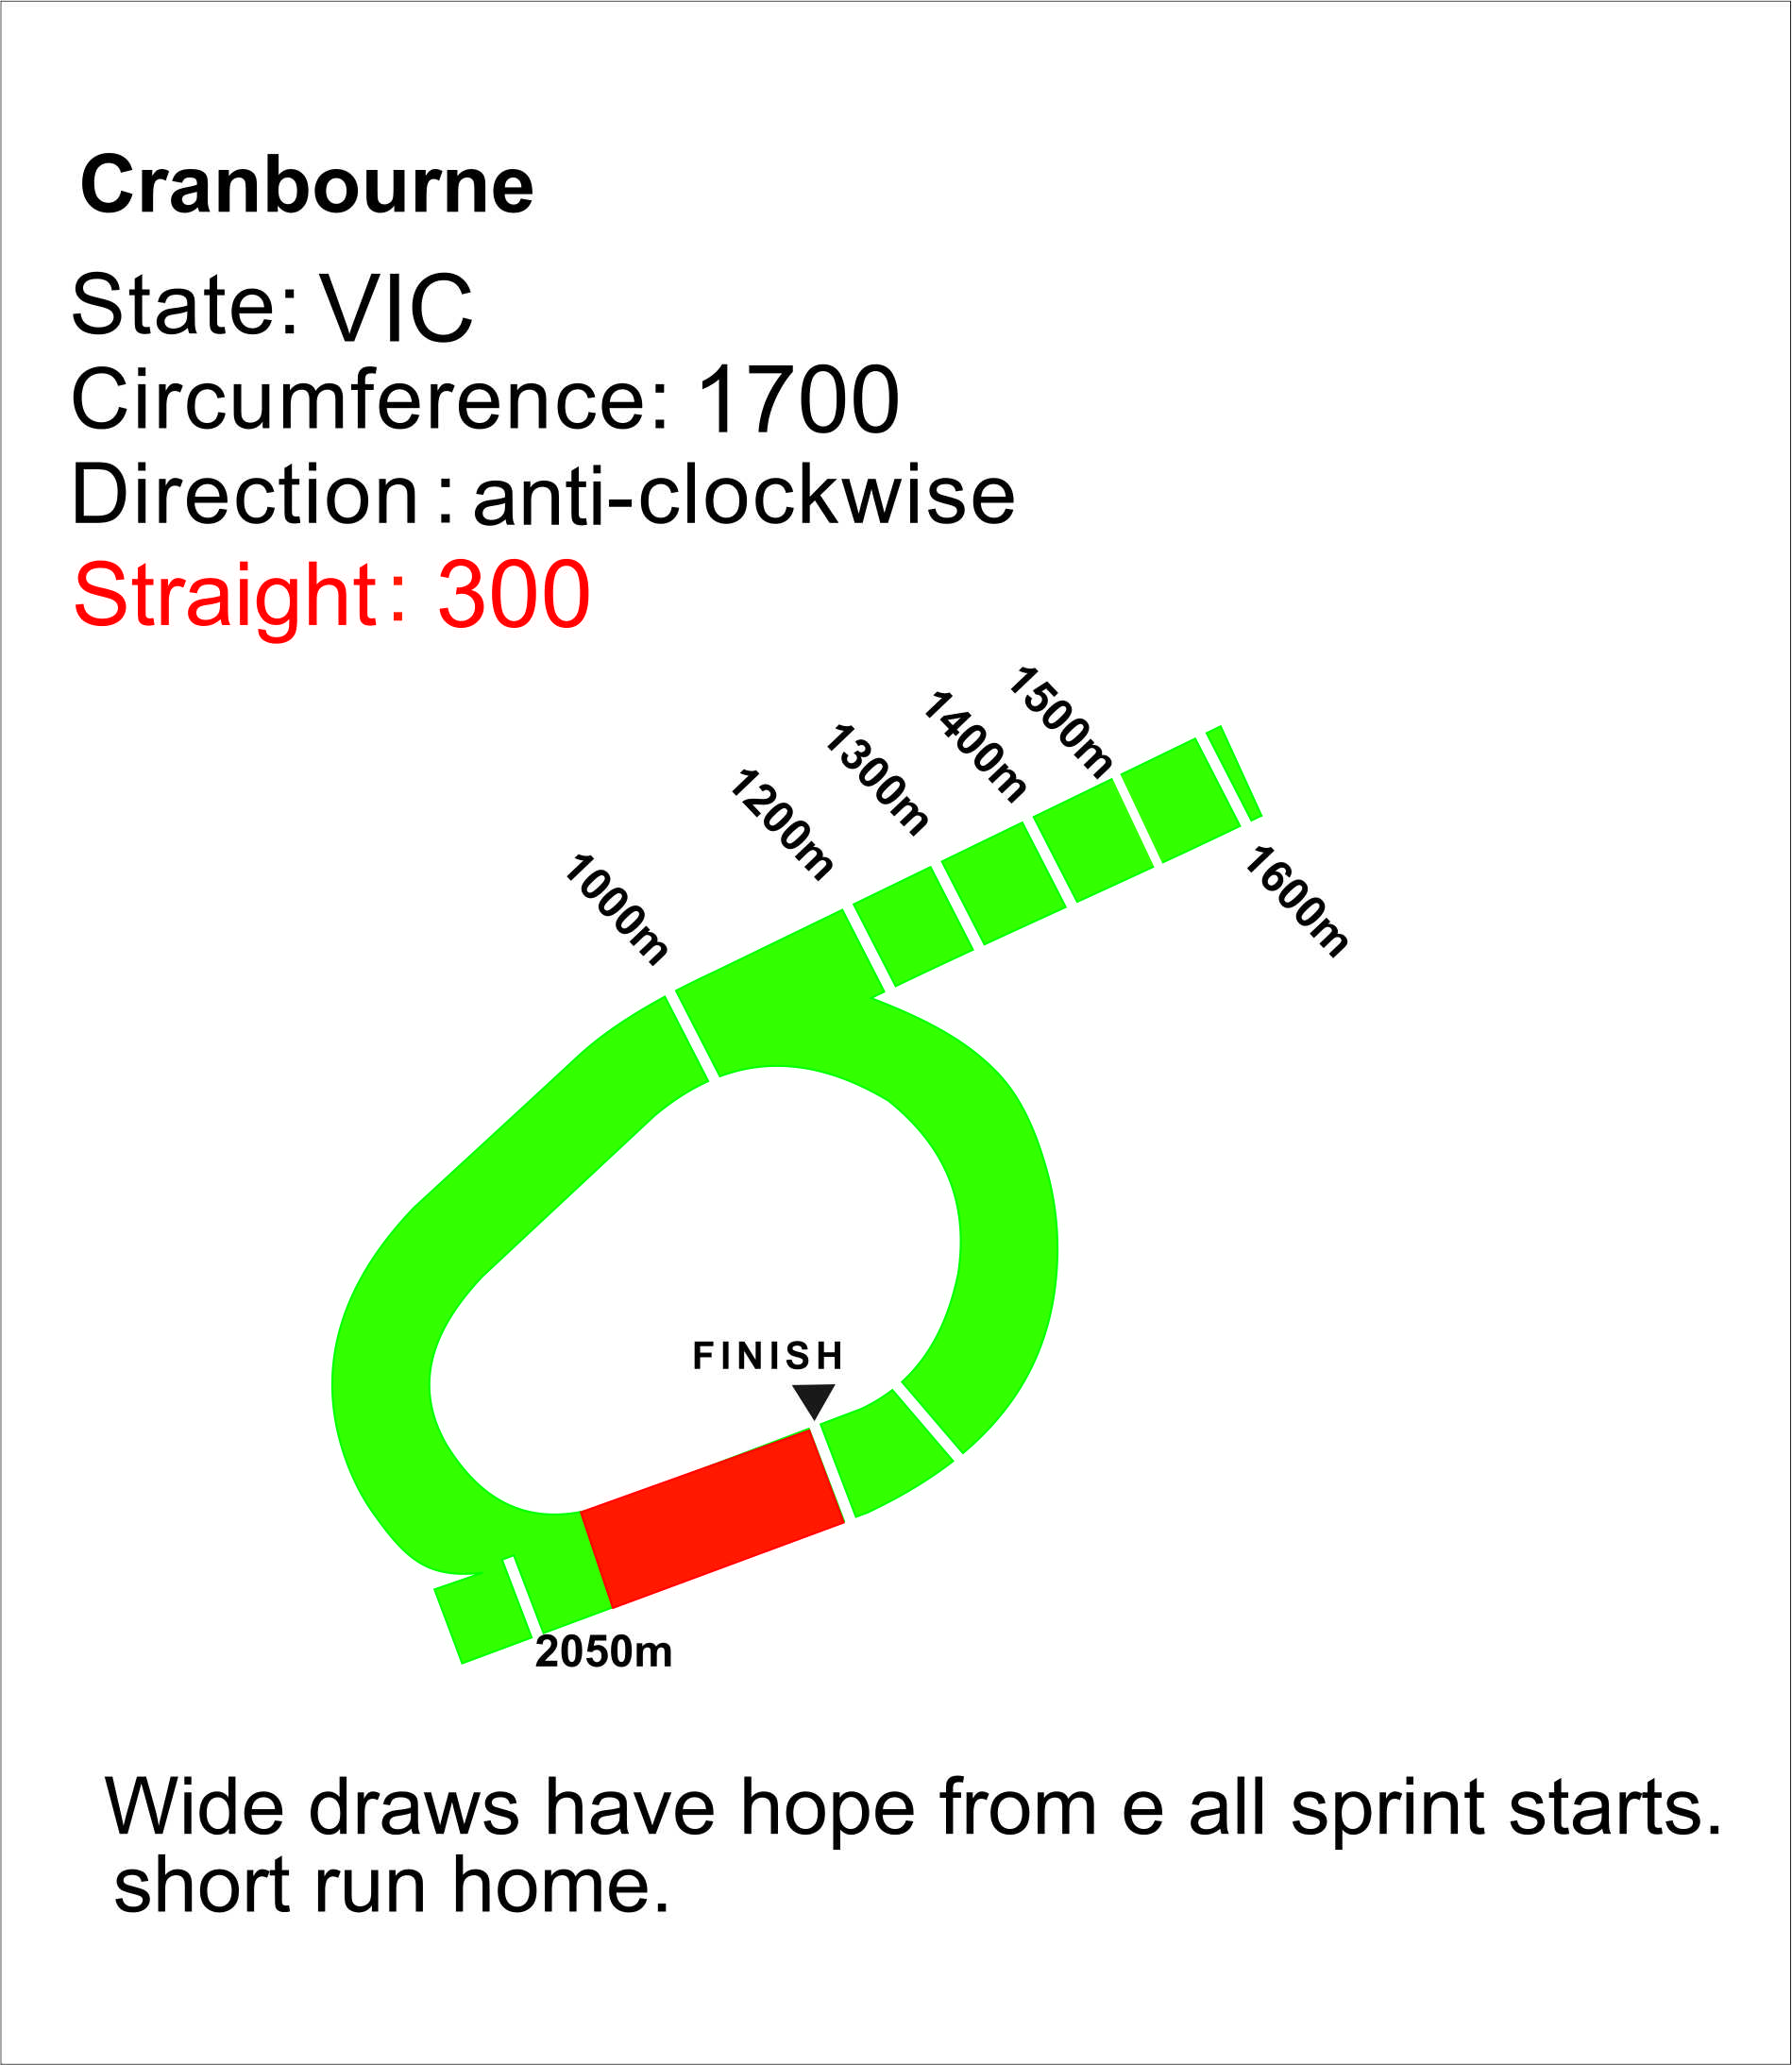 Cranbourne
State: VIC
Circumference: 1700
Direction : anti-clockwise
Straight: 300
1500m
1400m
1300m
1200m
1000m
1600m
FINISH
2050m
Wide draws have hope from e all sprint starts.
short run home.